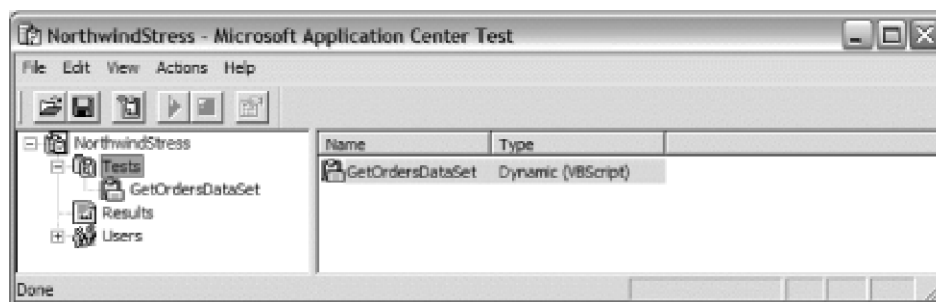 NorthwindStress - Microsoft Application Center Test
File Edit View Actions Help
NorthwindStress
Tests
GetOrdersDataSet
Results
Users
Name Type
GetOrdersDataSet Dynamic (VBScript)
Done